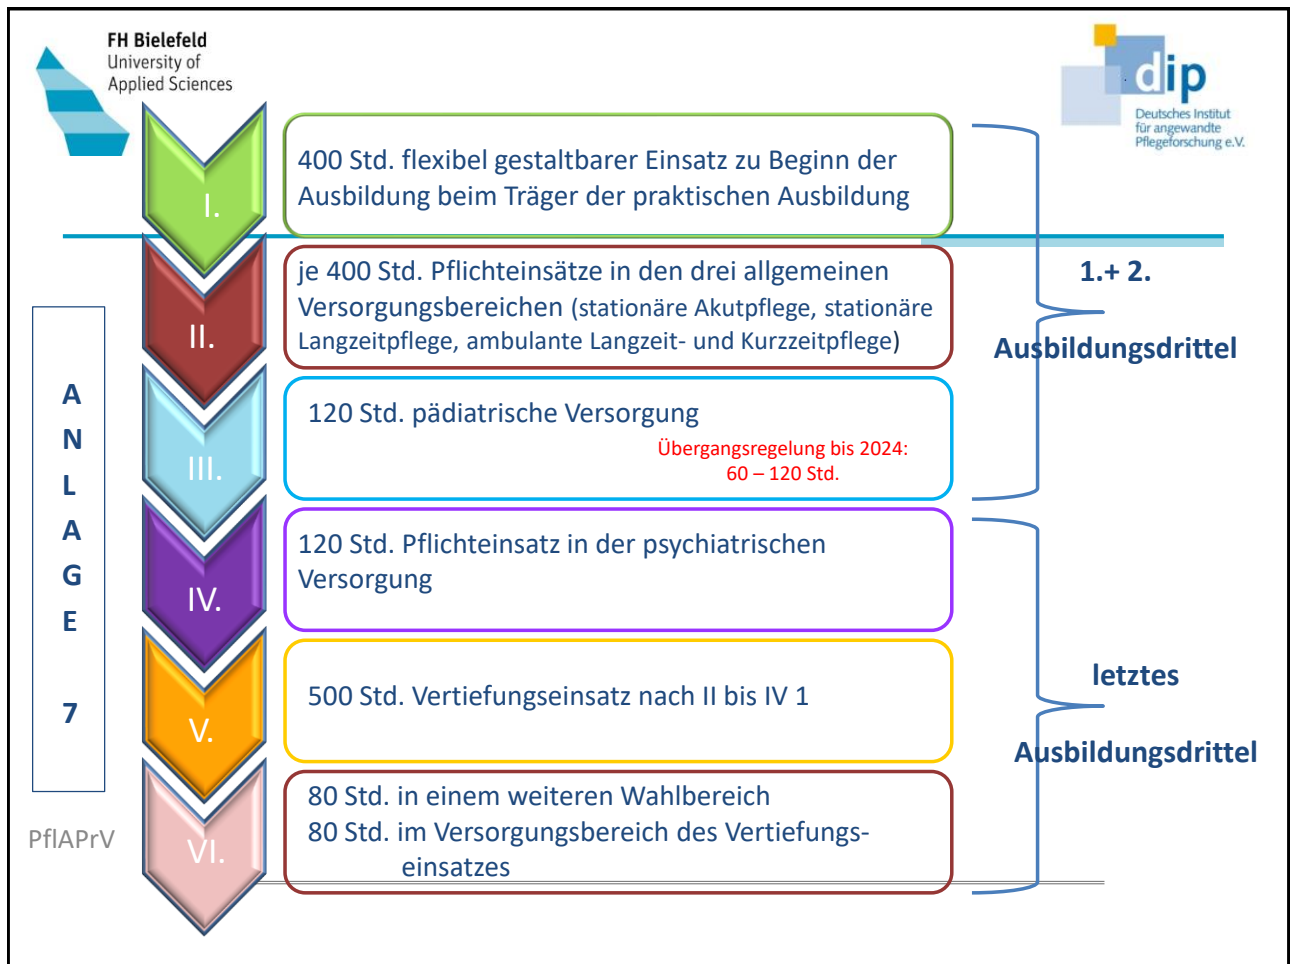 FH Bielefeld
University of
Applied Sciences
dip
Deutsches Institut
für angewandte
Pflegeforschung e.V.
I.
400 Std. flexibel gestaltbarer Einsatz zu Beginn der
Ausbildung beim Träger der praktischen Ausbildung
II.
je 400 Std. Pflichteinsätze in den drei allgemeinen
Versorgungsbereichen (stationäre Akutpflege, stationäre
Langzeitpflege, ambulante Langzeit- und Kurzzeitpflege)
1.+ 2.
Ausbildungsdrittel
III.
120 Std. pädiatrische Versorgung
Übergangsregelung bis 2024:
60 – 120 Std.
IV.
120 Std. Pflichteinsatz in der psychiatrischen
Versorgung
V.
500 Std. Vertiefungseinsatz nach II bis IV 1
letztes
Ausbildungsdrittel
VI.
80 Std. in einem weiteren Wahlbereich
80 Std. im Versorgungsbereich des Vertiefungs-
einsatzes
A
N
L
A
G
E
7
PflAPrV